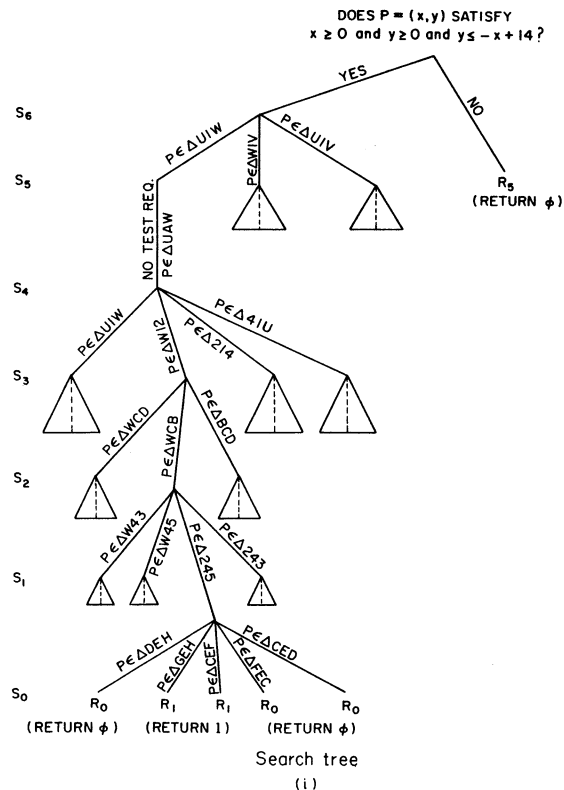 DOES P = (x,y) SATISFY
x ≥ 0 and y ≥ 0 and y ≤ -x + 14 ?
YES
NO
S6
P∈ΔUIW
P∈ΔWIV
P∈ΔUIV
S5
R5
(RETURN ϕ)
NO TEST REQ.
P∈ΔUAW
S4
P∈ΔUIW
P∈ΔW12
P∈Δ214
P∈Δ41U
S3
P∈ΔWCD
P∈ΔWCB
P∈ΔBCD
S2
P∈ΔW43
P∈ΔW45
P∈Δ245
P∈Δ243
S1
P∈ΔDEH
P∈ΔGEH
P∈ΔCEF
P∈ΔFEC
P∈ΔCED
S0
R0 R1 R1 R0 R0
(RETURN ϕ) (RETURN 1) (RETURN ϕ)
Search tree
(i)